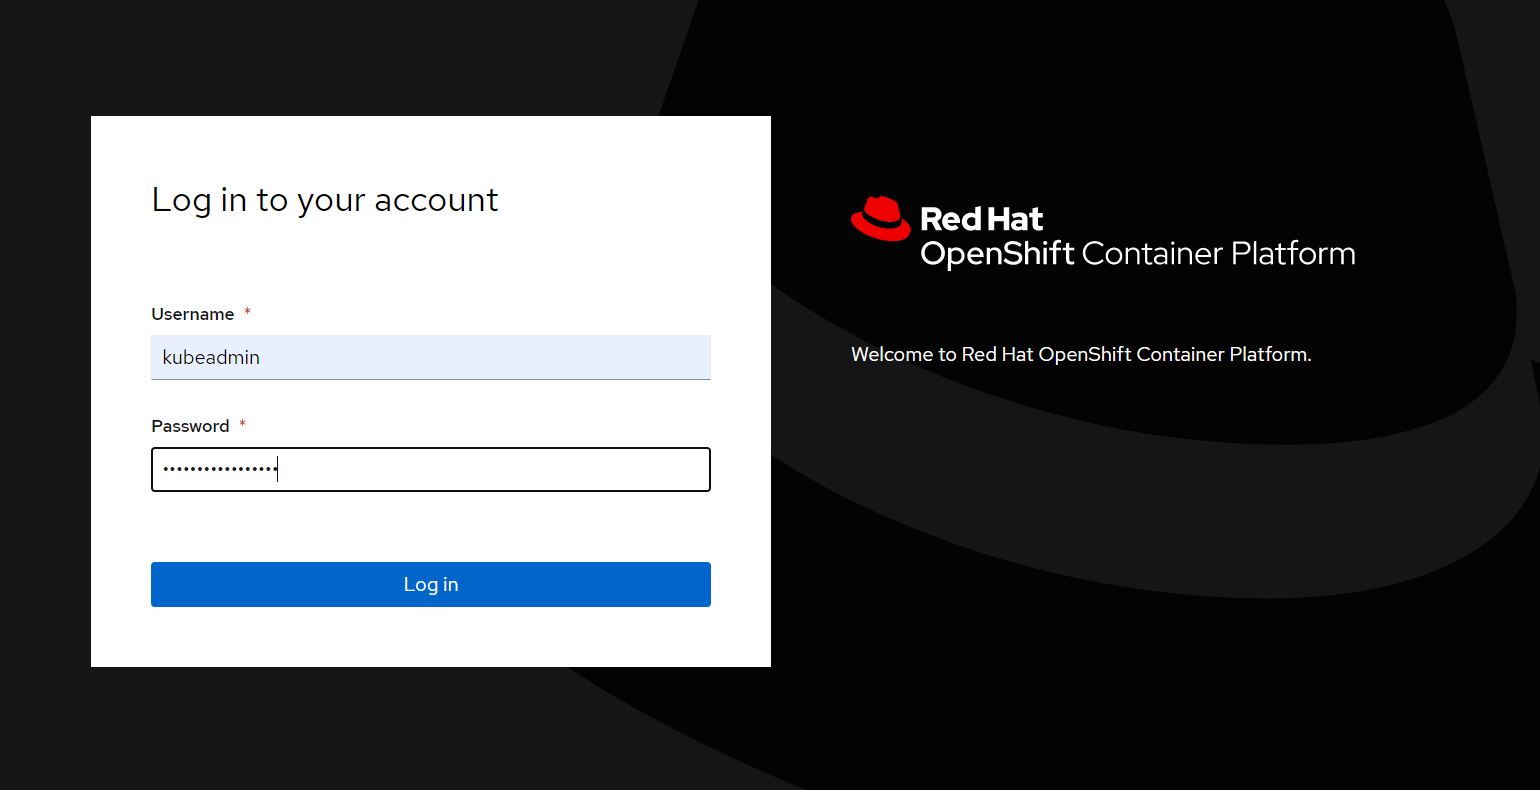 Log in to your account
Username *
kubeadmin
Password *
•••••••••••••••••
Log in
Red Hat
OpenShift Container Platform
Welcome to Red Hat OpenShift Container Platform.